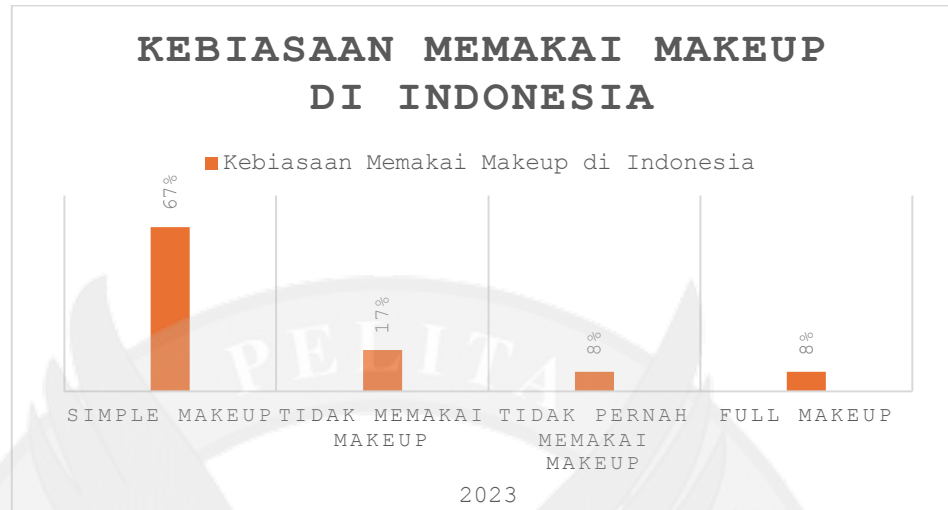 KEBIASAAN MEMAKAI MAKEUP
DI INDONESIA
Kebiasaan Memakai Makeup di Indonesia
67%
17%
8%
8%
PELITA
SIMPLE MAKEUP
TIDAK MEMAKAI
MAKEUP
TIDAK PERNAH
MEMAKAI
MAKEUP
FULL MAKEUP
2023